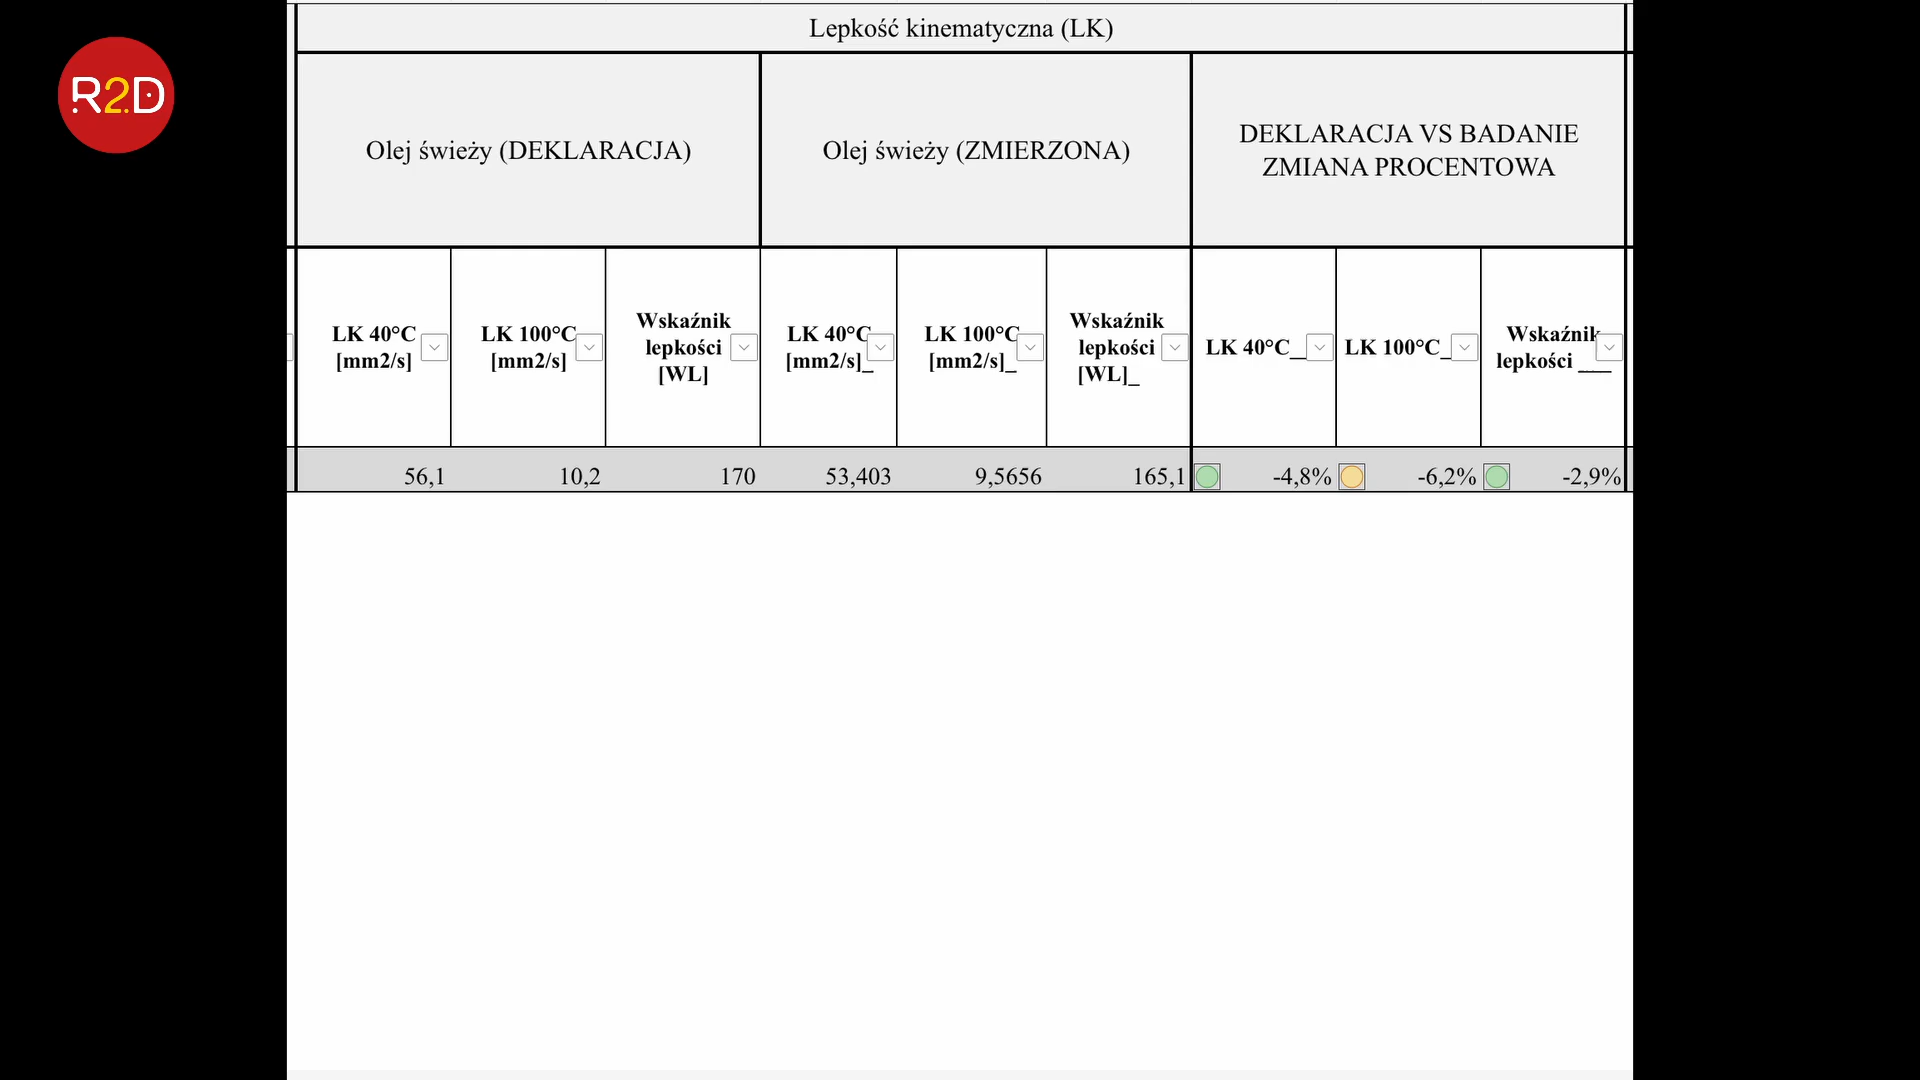 R2D
Lepkość kinematyczna (LK)
Olej świeży (DEKLARACJA)
Olej świeży (ZMIERZONA)
DEKLARACJA VS BADANIE
ZMIANA PROCENTOWA
LK 40°C
[mm2/s]
LK 100°C
[mm2/s]
Wskaźnik
lepkości
[WL]
LK 40°C
[mm2/s]_
LK 100°C
[mm2/s]_
Wskaźnik
lepkości
[WL]_
LK 40°C__
LK 100°C_
Wskaźnik
lepkości ___
56,1 10,2 170 53,403 9,5656 165,1 -4,8% -6,2% -2,9%